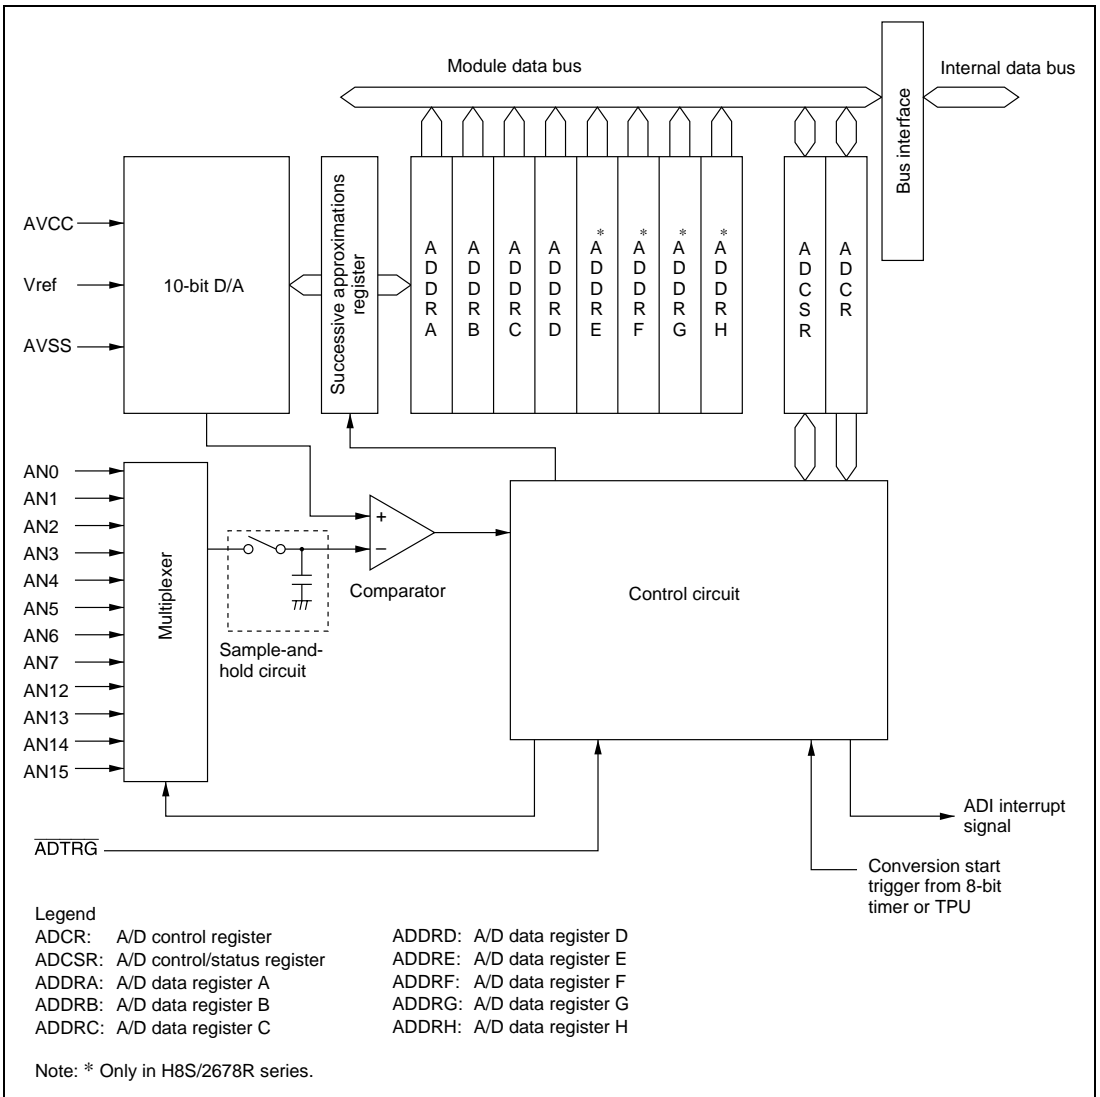 Module data bus
Internal data bus
Bus interface
AVCC
Vref
AVSS
10-bit D/A
Successive approximations
register
ADDRA
ADDRB
ADDRC
ADDRD
*
ADDRE
*
ADDRF
*
ADDRG
*
ADDRH
ADCSR
ADCR
AN0
AN1
AN2
AN3
AN4
AN5
AN6
AN7
AN12
AN13
AN14
AN15
Multiplexer
+
−
Comparator
Sample-and-
hold circuit
Control circuit
ADI interrupt
signal
ADTRG
Conversion start
trigger from 8-bit
timer or TPU
Legend
ADCR: A/D control register
ADCSR: A/D control/status register
ADDRA: A/D data register A
ADDRB: A/D data register B
ADDRC: A/D data register C
ADDRD: A/D data register D
ADDRE: A/D data register E
ADDRF: A/D data register F
ADDRG: A/D data register G
ADDRH: A/D data register H
Note: * Only in H8S/2678R series.